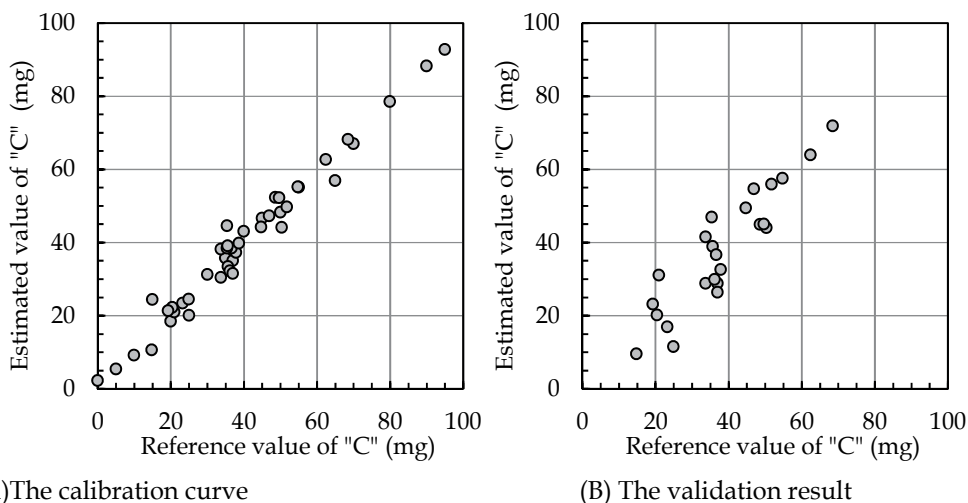 100
80
60
40
20
0
Estimated value of "C" (mg)
0 20 40 60 80 100
Reference value of "C" (mg)
)The calibration curve
100
80
60
40
20
0
Estimated value of "C" (mg)
0 20 40 60 80 100
Reference value of "C" (mg)
(B) The validation result